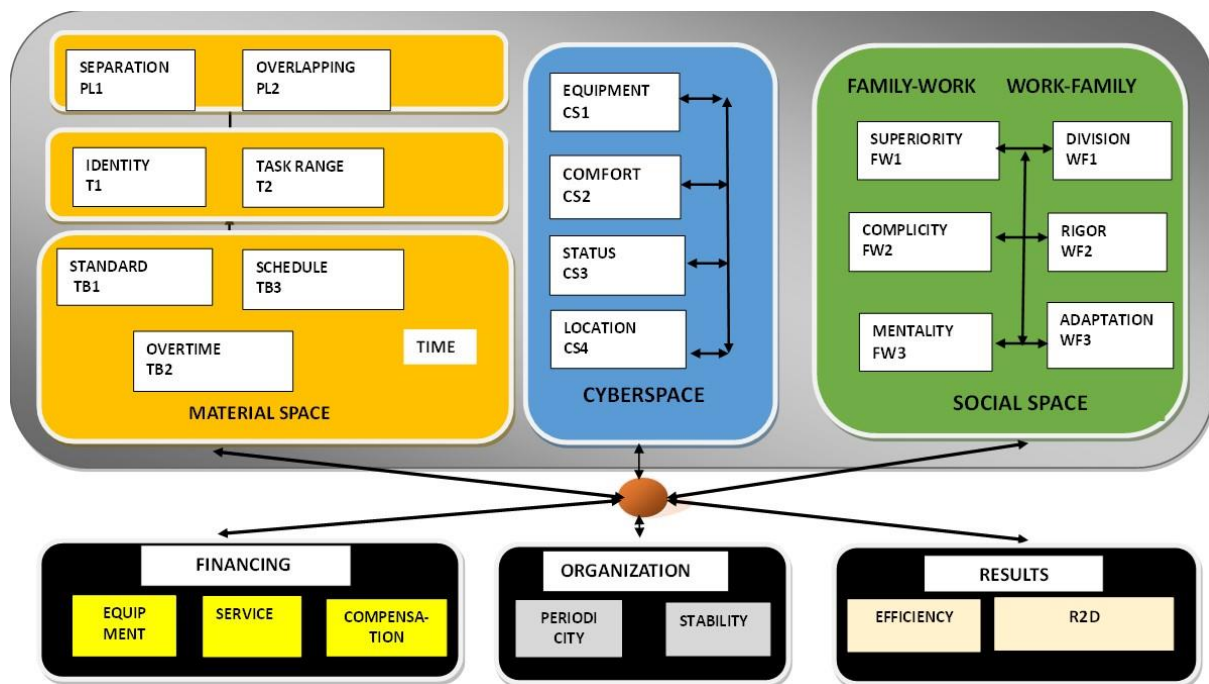 SEPARATION
PL1
OVERLAPPING
PL2
IDENTITY
T1
TASK RANGE
T2
STANDARD
TB1
SCHEDULE
TB3
OVERTIME
TB2
TIME
MATERIAL SPACE
EQUIPMENT
CS1
COMFORT
CS2
STATUS
CS3
LOCATION
CS4
CYBERSPACE
FAMILY-WORK
WORK-FAMILY
SUPERIORITY
FW1
DIVISION
WF1
COMPLICITY
FW2
RIGOR
WF2
MENTALITY
FW3
ADAPTATION
WF3
SOCIAL SPACE
FINANCING
EQUIP
MENT
SERVICE
COMPENSA-
TION
ORGANIZATION
PERIODI
CITY
STABILITY
RESULTS
EFFICIENCY
R2D